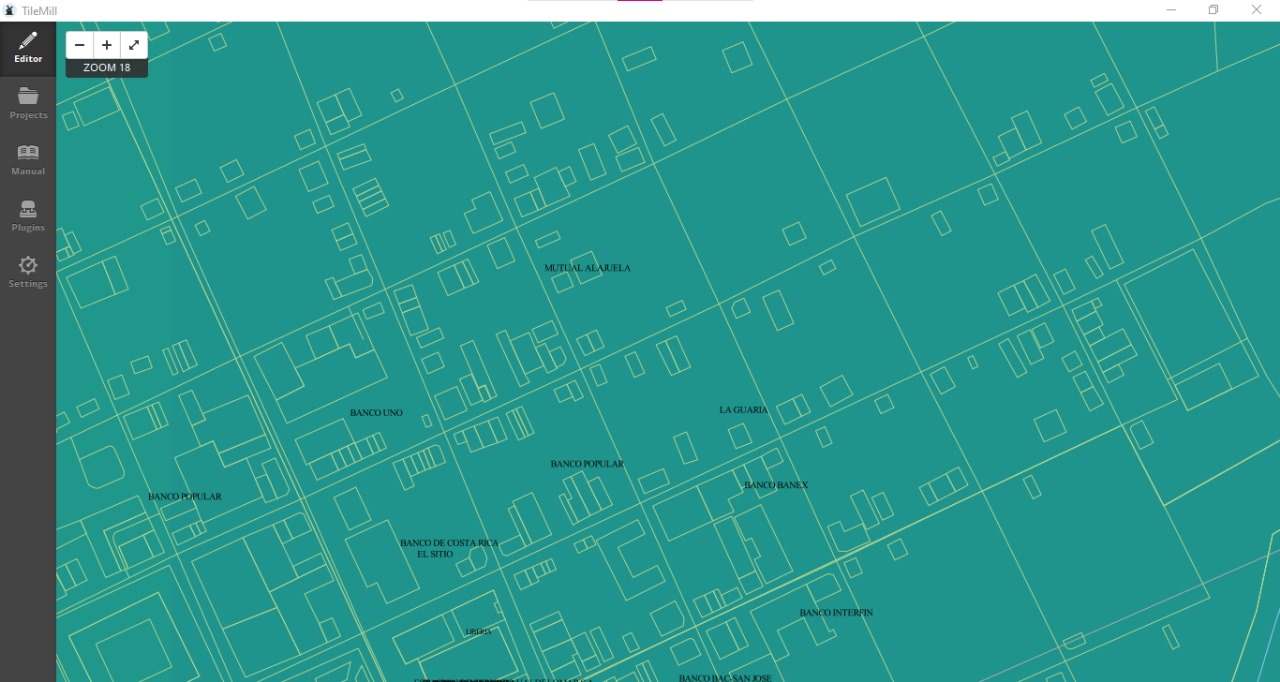 TileMill
Editor
ZOOM 18
Projects
Manual
Plugins
Settings
MUTUAL ALAJUELA
BANCO UNO
LA GUARIA
BANCO POPULAR
BANCO BANEX
BANCO POPULAR
BANCO DE COSTA RICA
EL SITIO
BANCO INTERFIN
LIBERIA
BANCO BAC-SAN JOSE